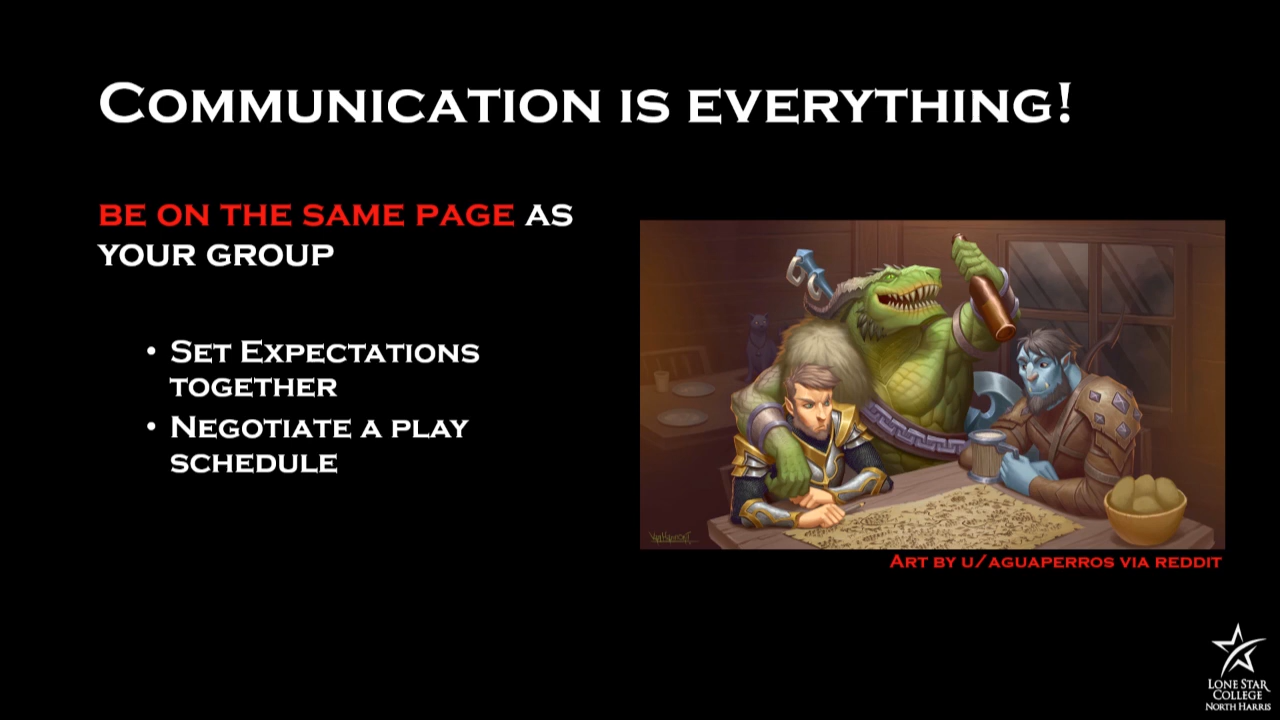 Communication is everything!
be on the same page as
your group
• Set Expectations
together
• Negotiate a play
schedule
Art by u/aguaperros via reddit
Lone Star
College
North Harris